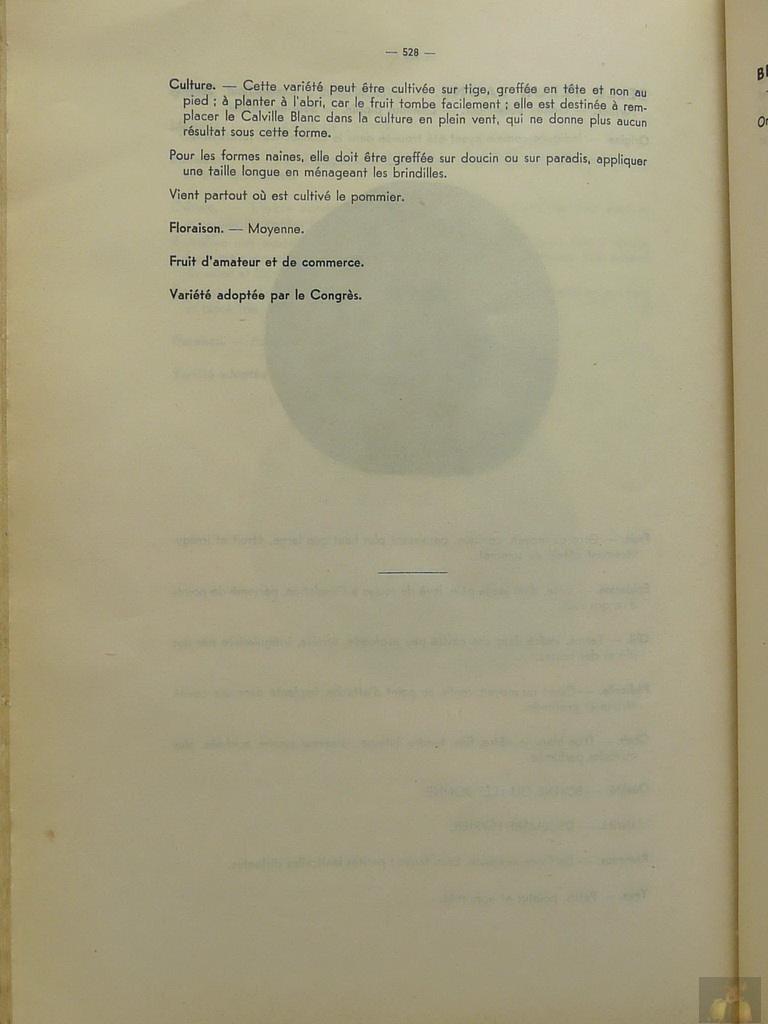 — 528 —
Culture. — Cette variété peut être cultivée sur tige, greffée en tête et non au
pied ; à planter à l'abri, car le fruit tombe facilement ; elle est destinée à rem-
placer le Calville Blanc dans la culture en plein vent, qui ne donne plus aucun
résultat sous cette forme.
Pour les formes naines, elle doit être greffée sur doucin ou sur paradis, appliquer
une taille longue en ménageant les brindilles.
Vient partout où est cultivé le pommier.
Floraison. — Moyenne.
Fruit d'amateur et de commerce.
Variété adoptée par le Congrès.